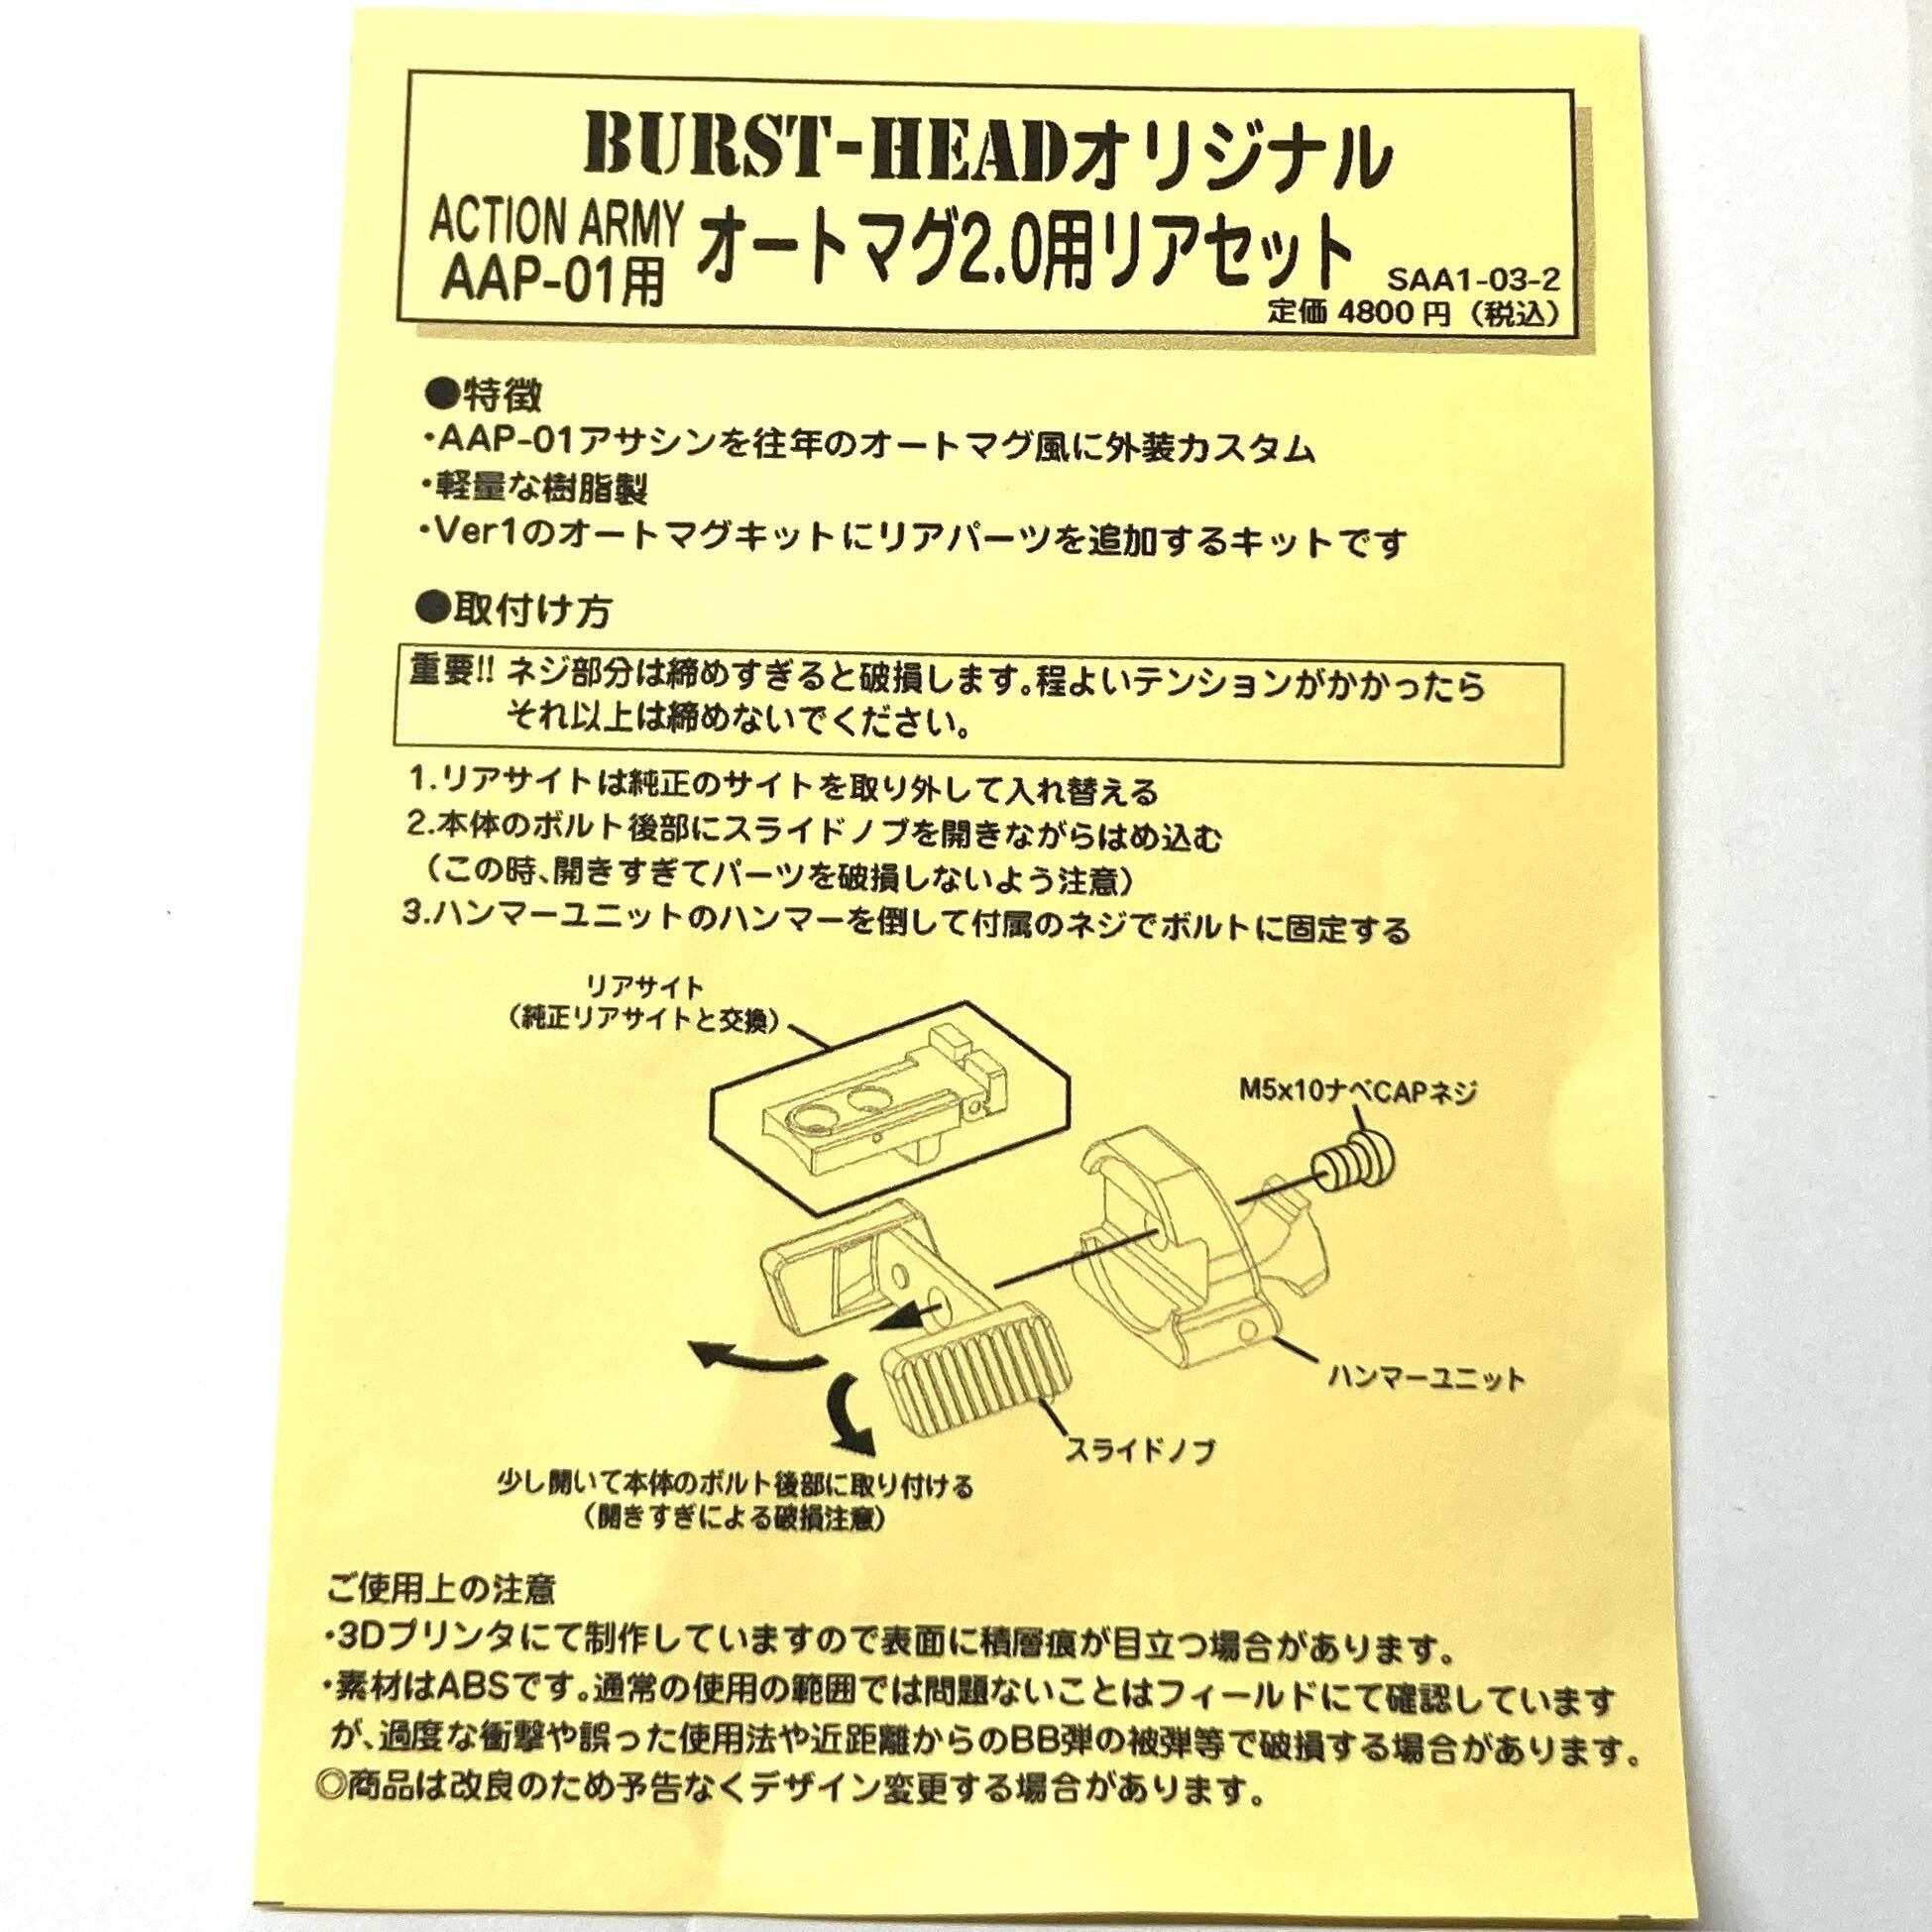 BURST-HEADオリジナル
ACTION ARMY
AAP-01用
オートマグ2.0用リアセット
SAA1-03-2
定価 4800 円（税込）
●特徴
・AAP-01アサシンを往年のオートマグ風に外装カスタム
・軽量な樹脂製
・Ver1のオートマグキットにリアパーツを追加するキットです
●取付け方
重要!! ネジ部分は締めすぎると破損します。程よいテンションがかかったら
それ以上は締めないでください。
1.リアサイトは純正のサイトを取り外して入れ替える
2.本体のボルト後部にスライドノブを開きながらはめ込む
（この時、開きすぎてパーツを破損しないよう注意）
3.ハンマーユニットのハンマーを倒して付属のネジでボルトに固定する
リアサイト
（純正リアサイトと交換）
M5x10ナベCAPネジ
ハンマーユニット
スライドノブ
少し開いて本体のボルト後部に取り付ける
（開きすぎによる破損注意）
ご使用上の注意
・3Dプリンタにて制作していますので表面に積層痕が目立つ場合があります。
・素材はABSです。通常の使用の範囲では問題ないことはフィールドにて確認しています
が、過度な衝撃や誤った使用法や近距離からのBB弾の被弾等で破損する場合があります。
◎商品は改良のため予告なくデザイン変更する場合があります。